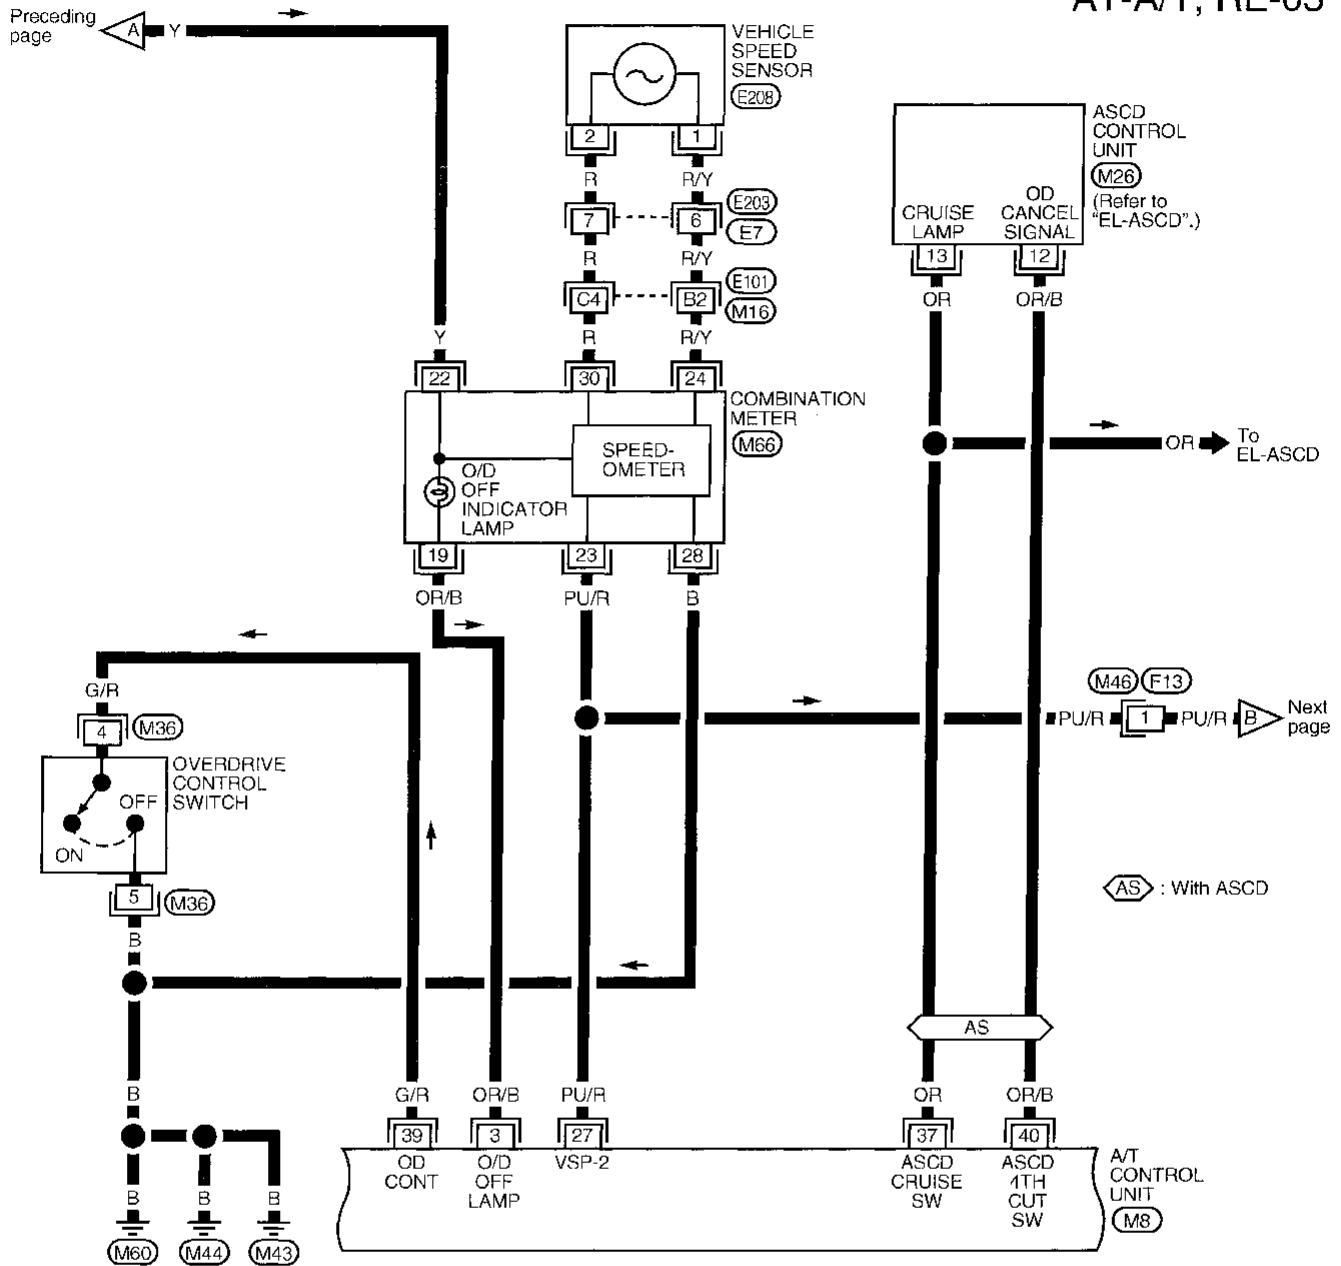 AT-A/T, RE-03
Preceding
page
A
Y
VEHICLE
SPEED
SENSOR
E208
2
1
R
R/Y
7
6
E203
E7
R
R/Y
C4
B2
E101
M16
Y
R
R/Y
22
30
24
COMBINATION
METER
M66
SPEED-
OMETER
O/D
OFF
INDICATOR
LAMP
19
23
28
OR/B
PU/R
B
ASCD
CONTROL
UNIT
M26
(Refer to
"EL-ASCD".)
CRUISE
LAMP
OD
CANCEL
SIGNAL
13
12
OR
OR/B
OR
To
EL-ASCD
G/R
4
M36
OVERDRIVE
CONTROL
SWITCH
OFF
ON
5
M36
B
M46
F13
PU/R
1
PU/R
B
Next
page
AS
: With ASCD
AS
B
G/R
OR/B
PU/R
OR
OR/B
39
3
27
37
40
OD
CONT
O/D
OFF
LAMP
VSP-2
ASCD
CRUISE
SW
ASCD
4TH
CUT
SW
A/T
CONTROL
UNIT
M8
B
B
B
M60
M44
M43